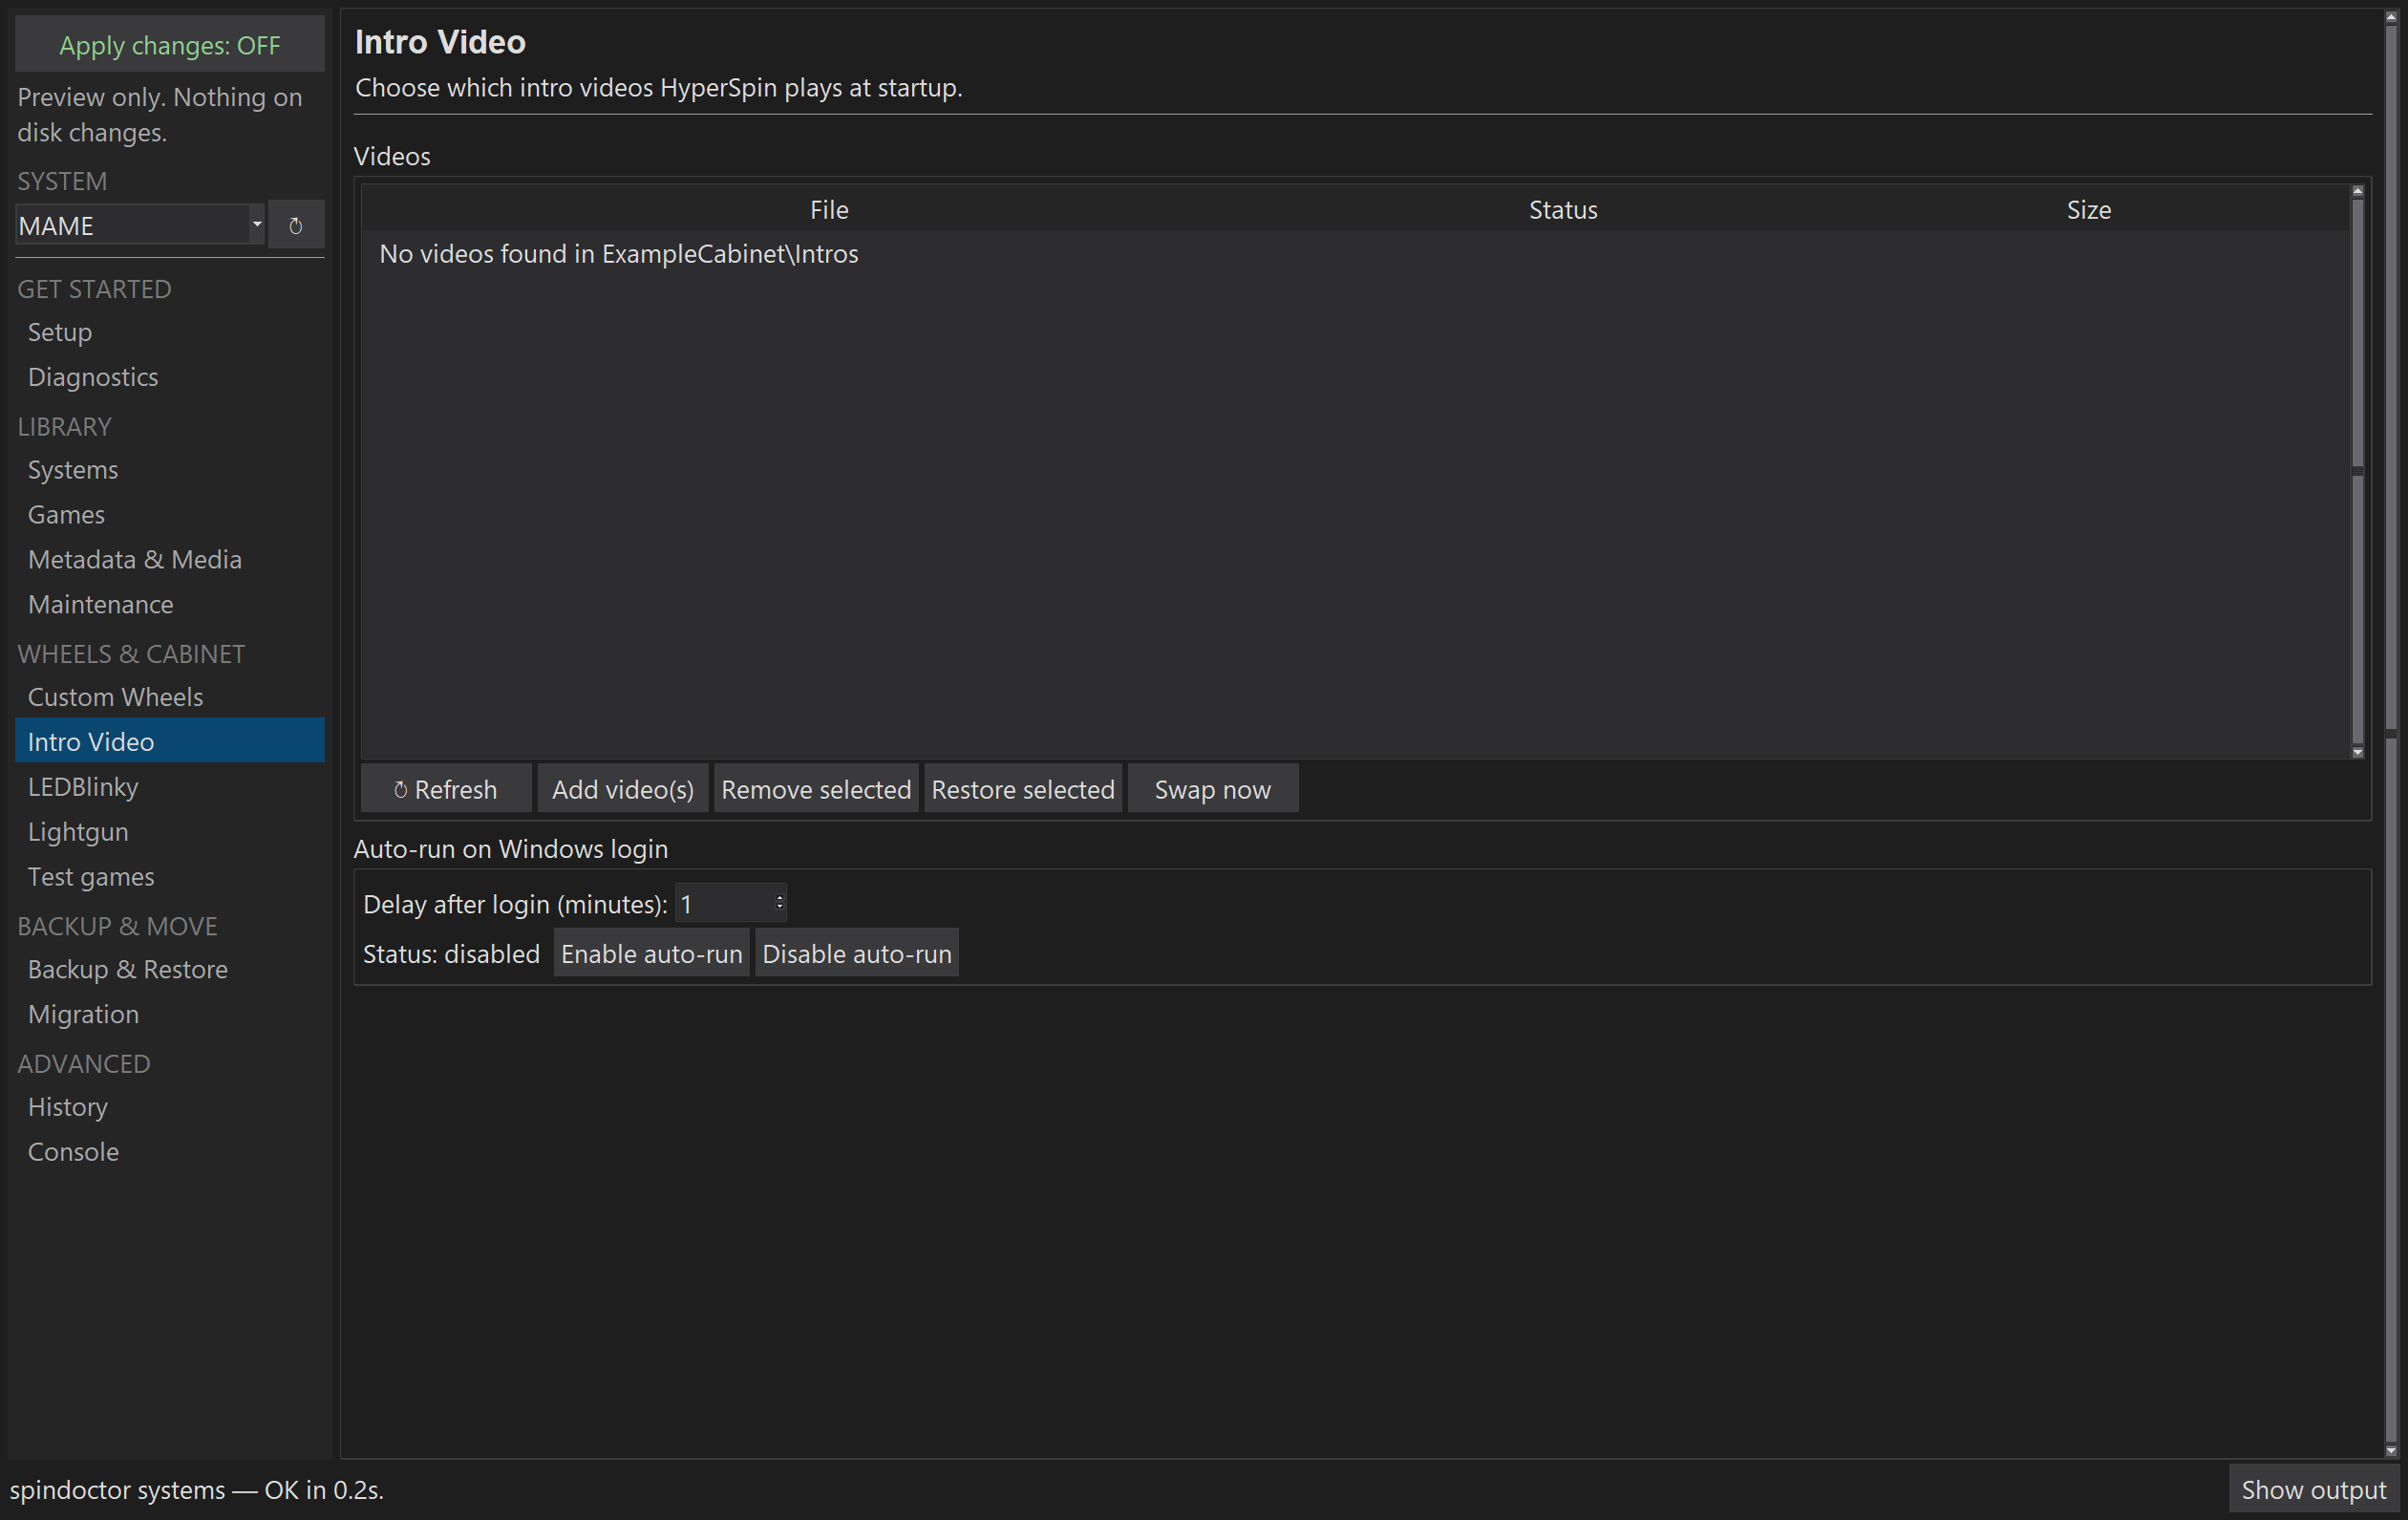 Apply changes: OFF
Preview only. Nothing on
disk changes.
SYSTEM
MAME
GET STARTED
Setup
Diagnostics
LIBRARY
Systems
Games
Metadata & Media
Maintenance
WHEELS & CABINET
Custom Wheels
Intro Video
LEDBlinky
Lightgun
Test games
BACKUP & MOVE
Backup & Restore
Migration
ADVANCED
History
Console
Intro Video
Choose which intro videos HyperSpin plays at startup.
Videos
File Status Size
No videos found in ExampleCabinet\Intros
↻ Refresh Add video(s) Remove selected Restore selected Swap now
Auto-run on Windows login
Delay after login (minutes): 1
Status: disabled Enable auto-run Disable auto-run
spindoctor systems — OK in 0.2s.
Show output